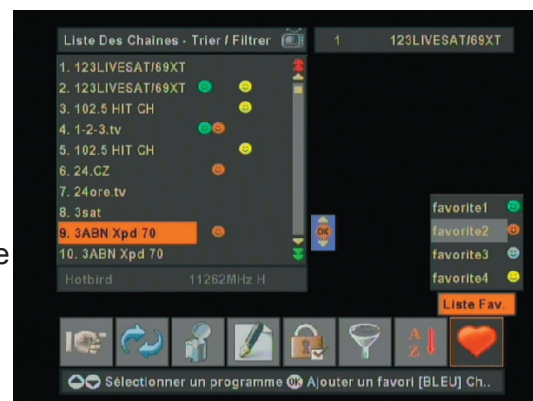 Liste Des Chaines - Trier / Filtrer
1 123LIVESAT/69XT
1. 123LIVESAT/69XT
2. 123LIVESAT/69XT
3. 102.5 HIT CH
4. 1-2-3.tv
5. 102.5 HIT CH
6. 24.CZ
7. 24ore.tv
8. 3sat
9. 3ABN Xpd 70
10. 3ABN Xpd 70
OK
e
Hotbird 11262MHz H
favorite1
favorite2
favorite3
favorite4
Liste Fav.
A
Z
Sélectionner un programme OK Ajouter un favori [BLEU] Ch..